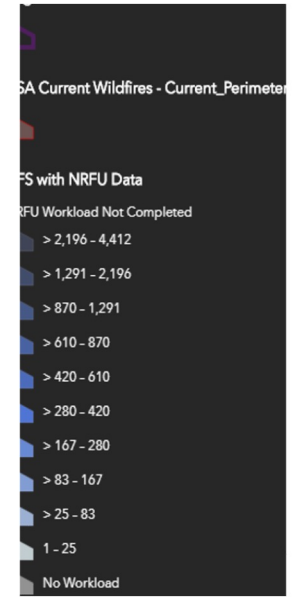 SA Current Wildfires - Current_Perimeter
FS with NRFU Data
RFU Workload Not Completed
> 2,196 - 4,412
> 1,291 - 2,196
> 870 - 1,291
> 610 - 870
> 420 - 610
> 280 - 420
> 167 - 280
> 83 - 167
> 25 - 83
1 - 25
No Workload